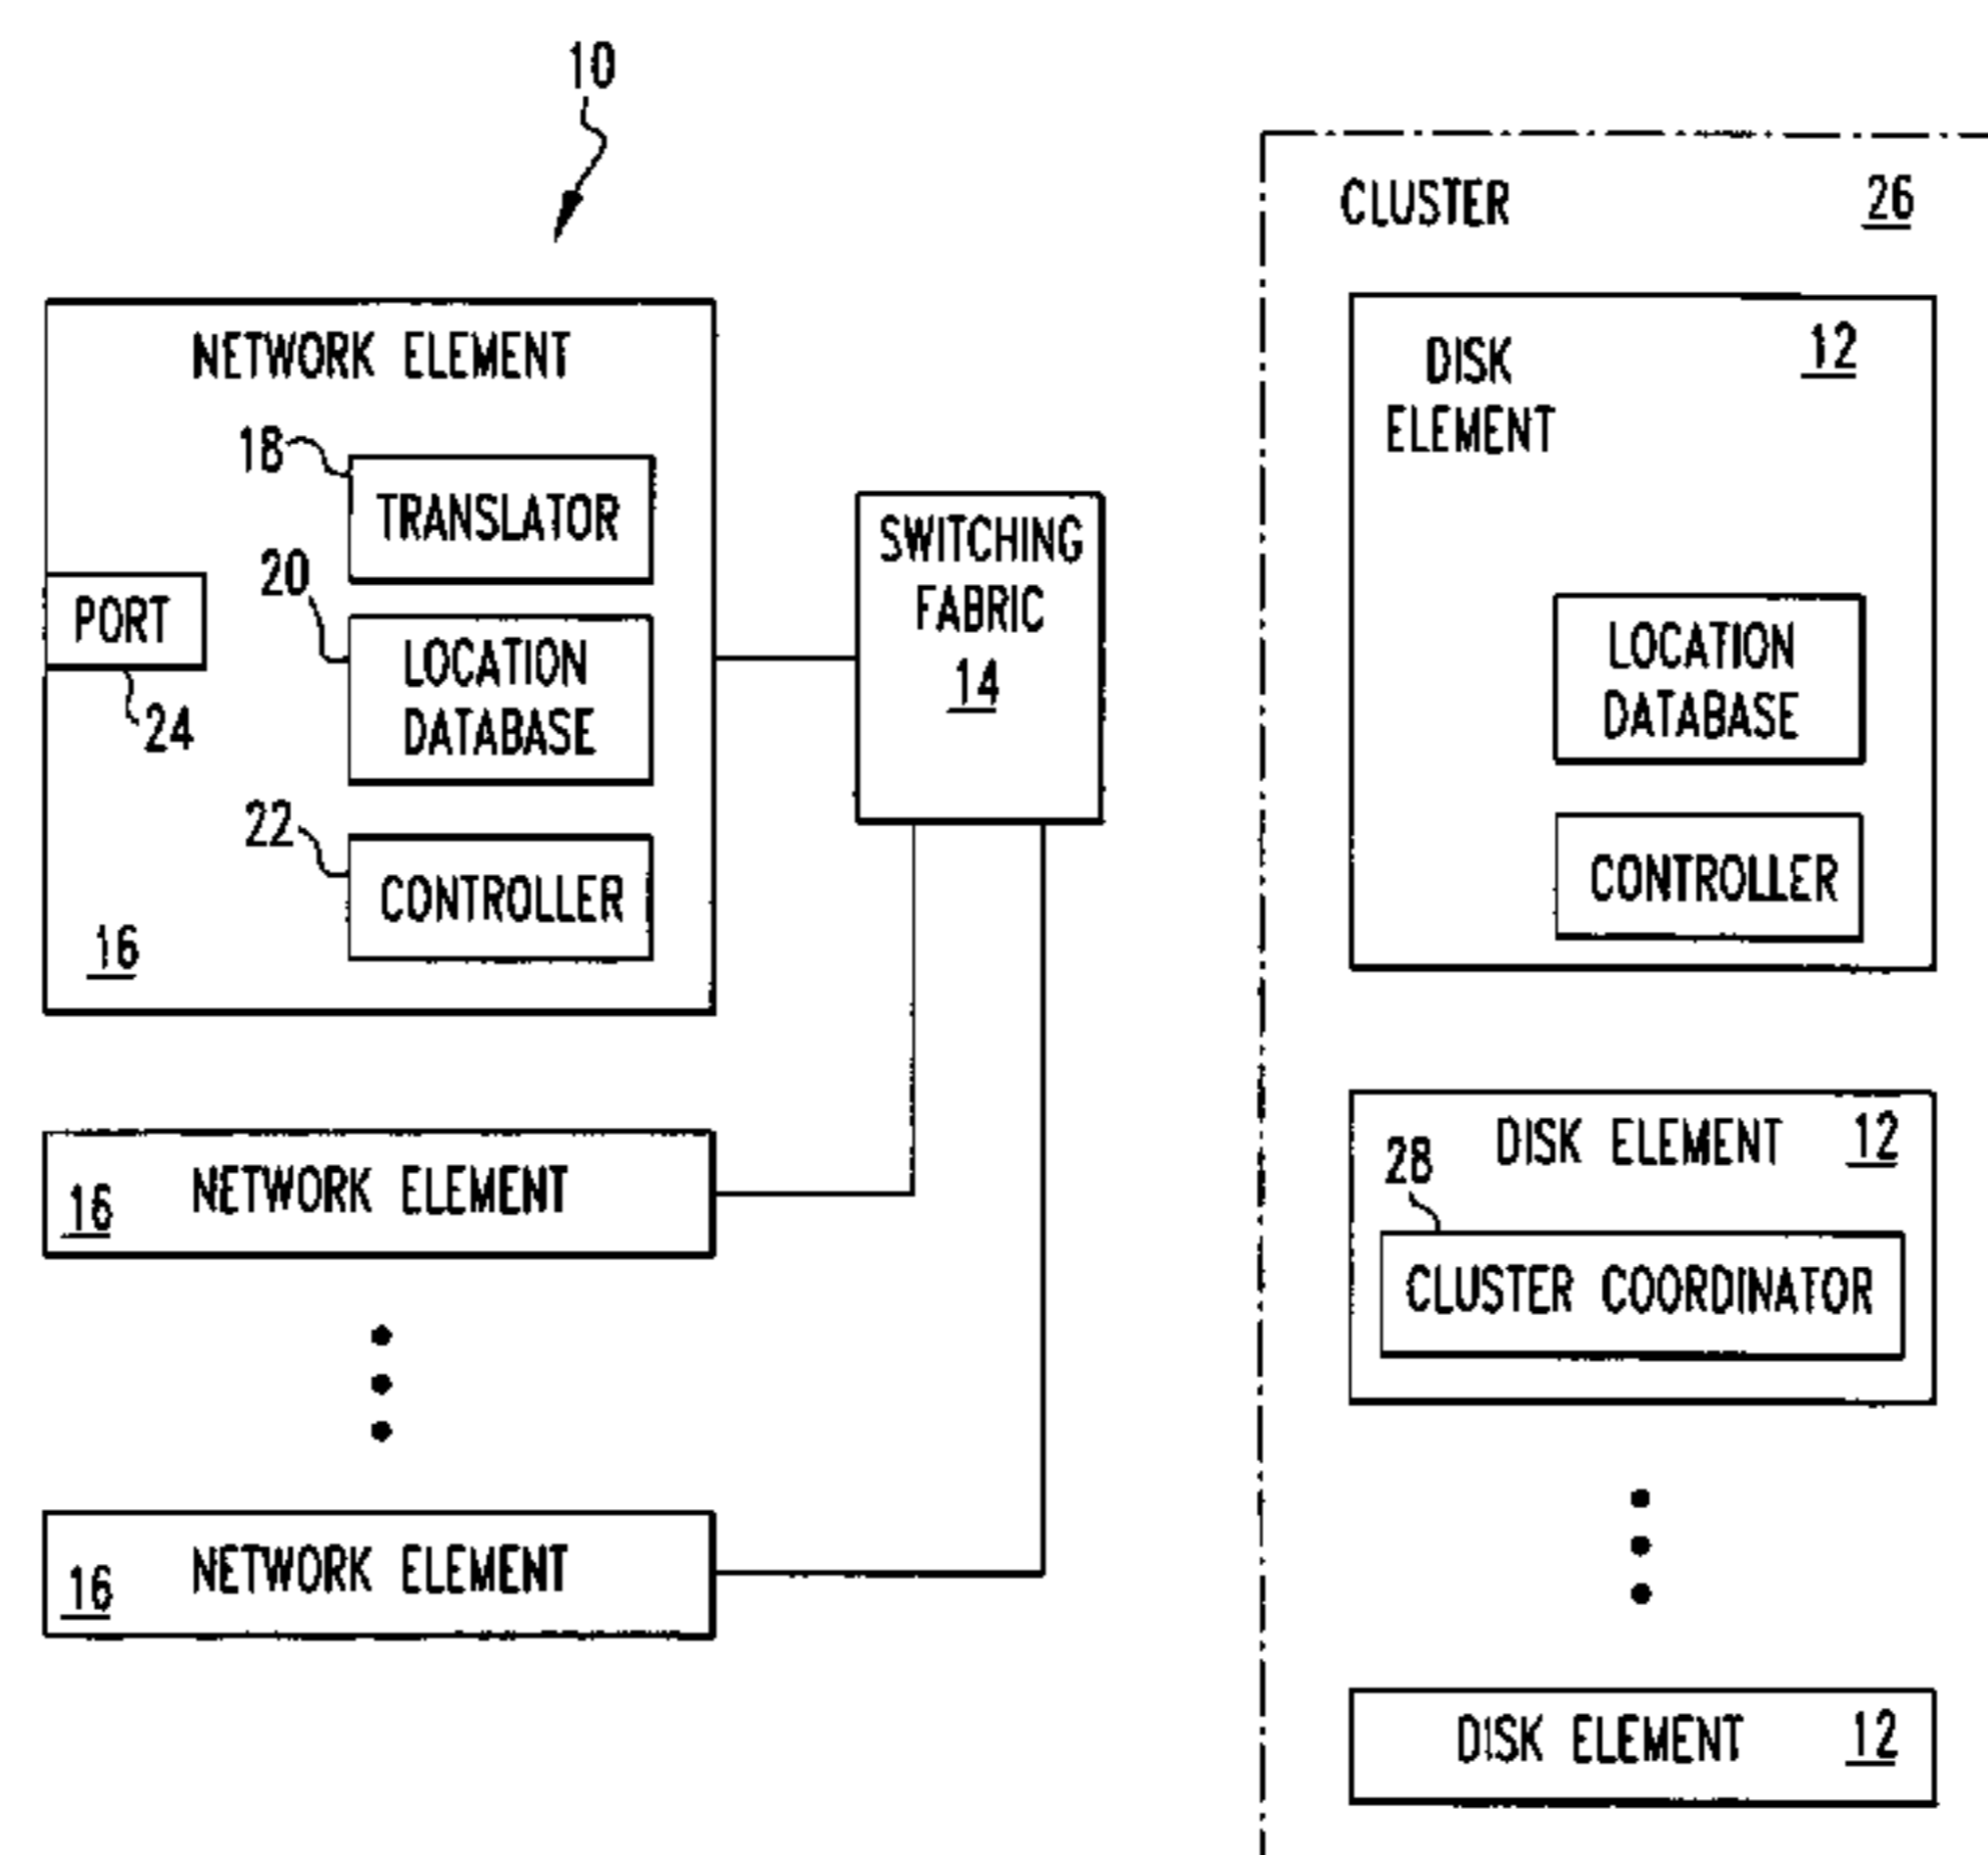 10
NETWORK ELEMENT
18
TRANSLATOR
20
LOCATION
DATABASE
PORT
24
22
CONTROLLER
16
SWITCHING
FABRIC
14
NETWORK ELEMENT
16
NETWORK ELEMENT
16
CLUSTER
26
DISK
ELEMENT
12
LOCATION
DATABASE
CONTROLLER
DISK ELEMENT
12
28
CLUSTER COORDINATOR
DISK ELEMENT
12